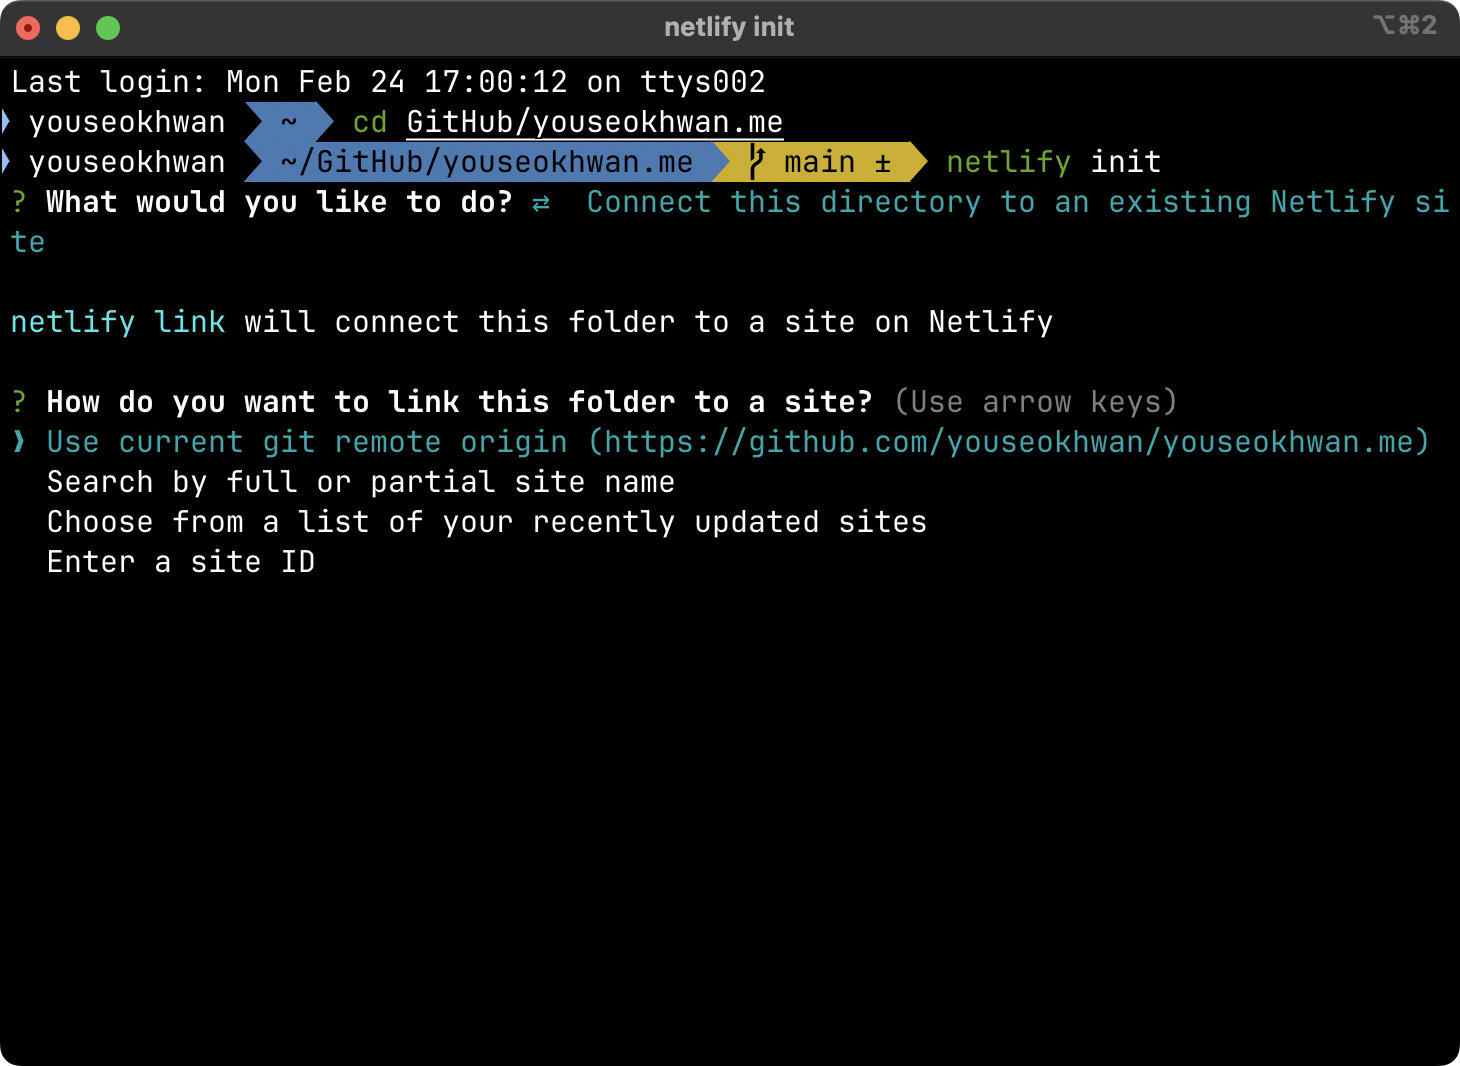 netlify init
⌥⌘2
Last login: Mon Feb 24 17:00:12 on ttys002
youseokhwan ~ cd GitHub/youseokhwan.me
youseokhwan ~/GitHub/youseokhwan.me main ± netlify init
? What would you like to do? ⇄  Connect this directory to an existing Netlify si
te
netlify link will connect this folder to a site on Netlify
? How do you want to link this folder to a site? (Use arrow keys)
❯ Use current git remote origin (https://github.com/youseokhwan/youseokhwan.me)
Search by full or partial site name
Choose from a list of your recently updated sites
Enter a site ID